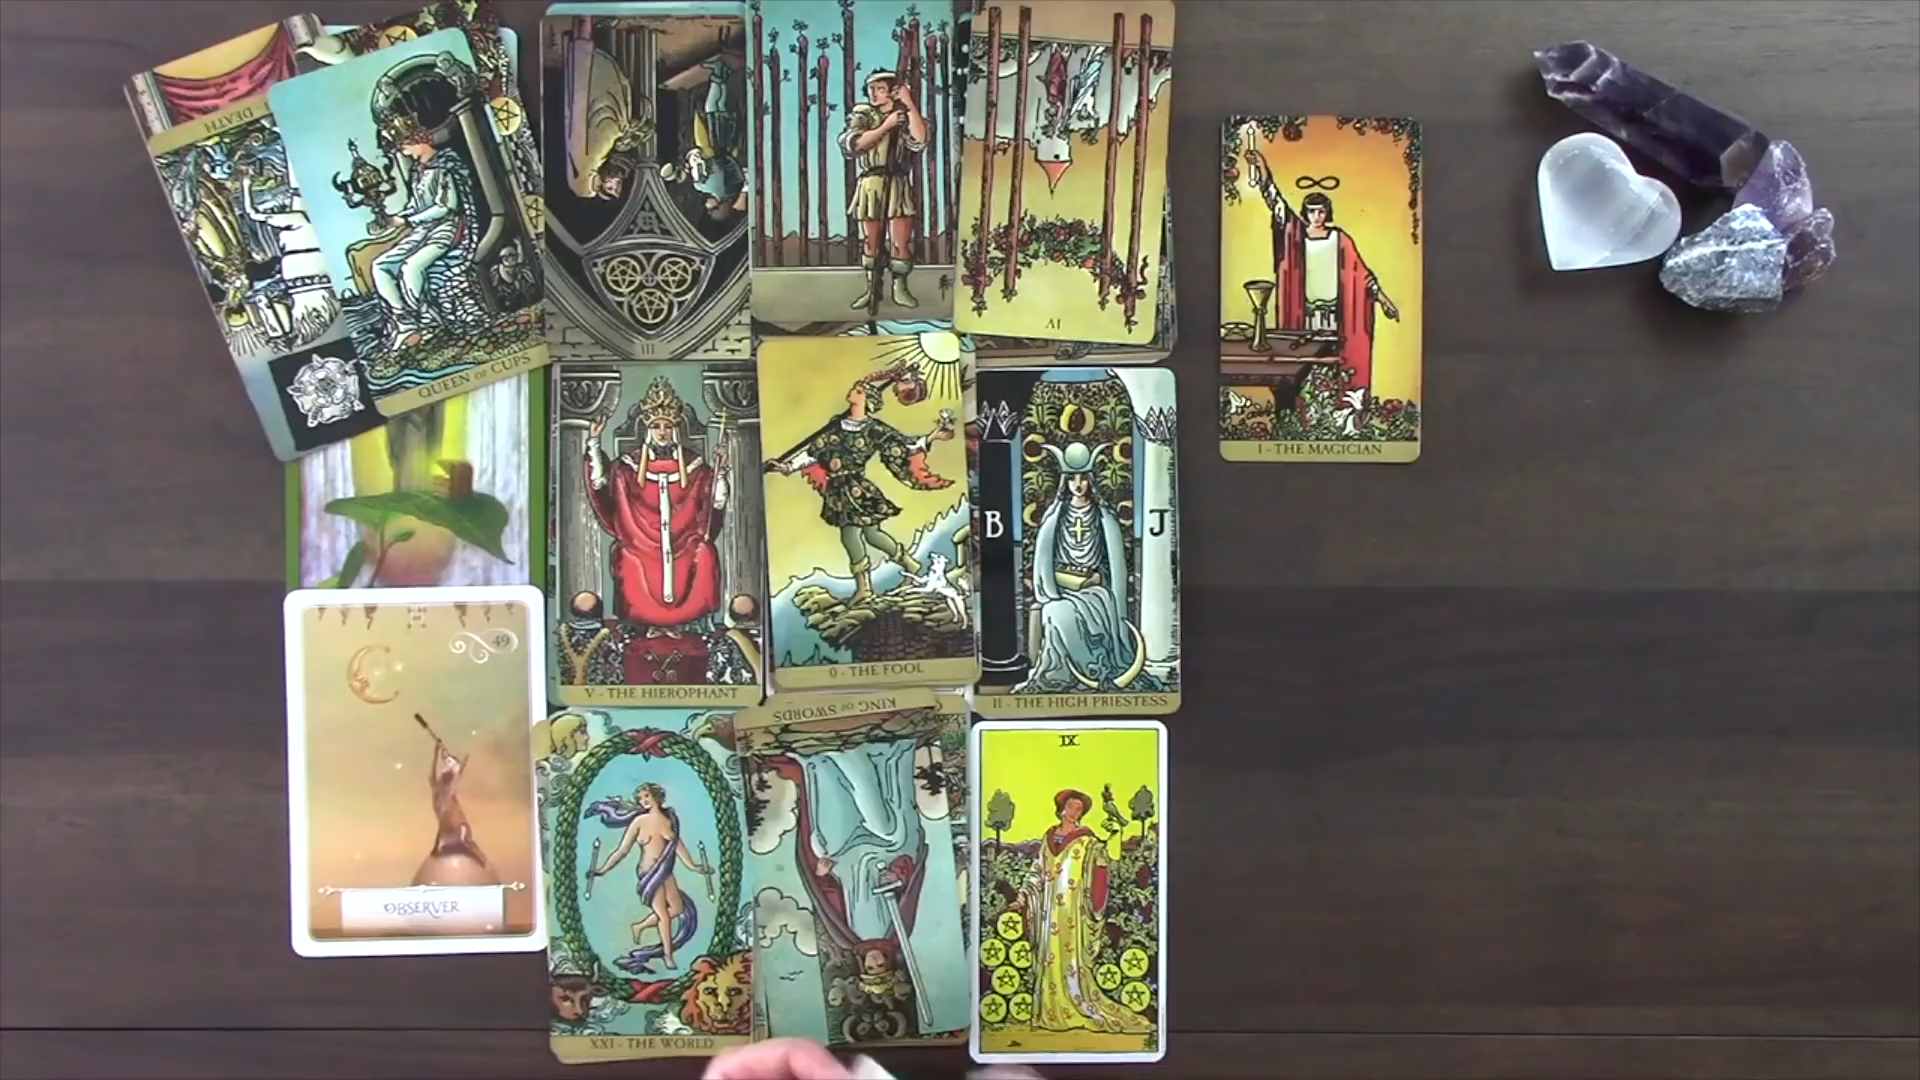 DEATH
QUEEN OF CUPS
III
IV
I - THE MAGICIAN
B
J
V - THE HIEROPHANT
0 - THE FOOL
II - THE HIGH PRIESTESS
49
OBSERVER
KING OF SWORDS
IX
XXI - THE WORLD